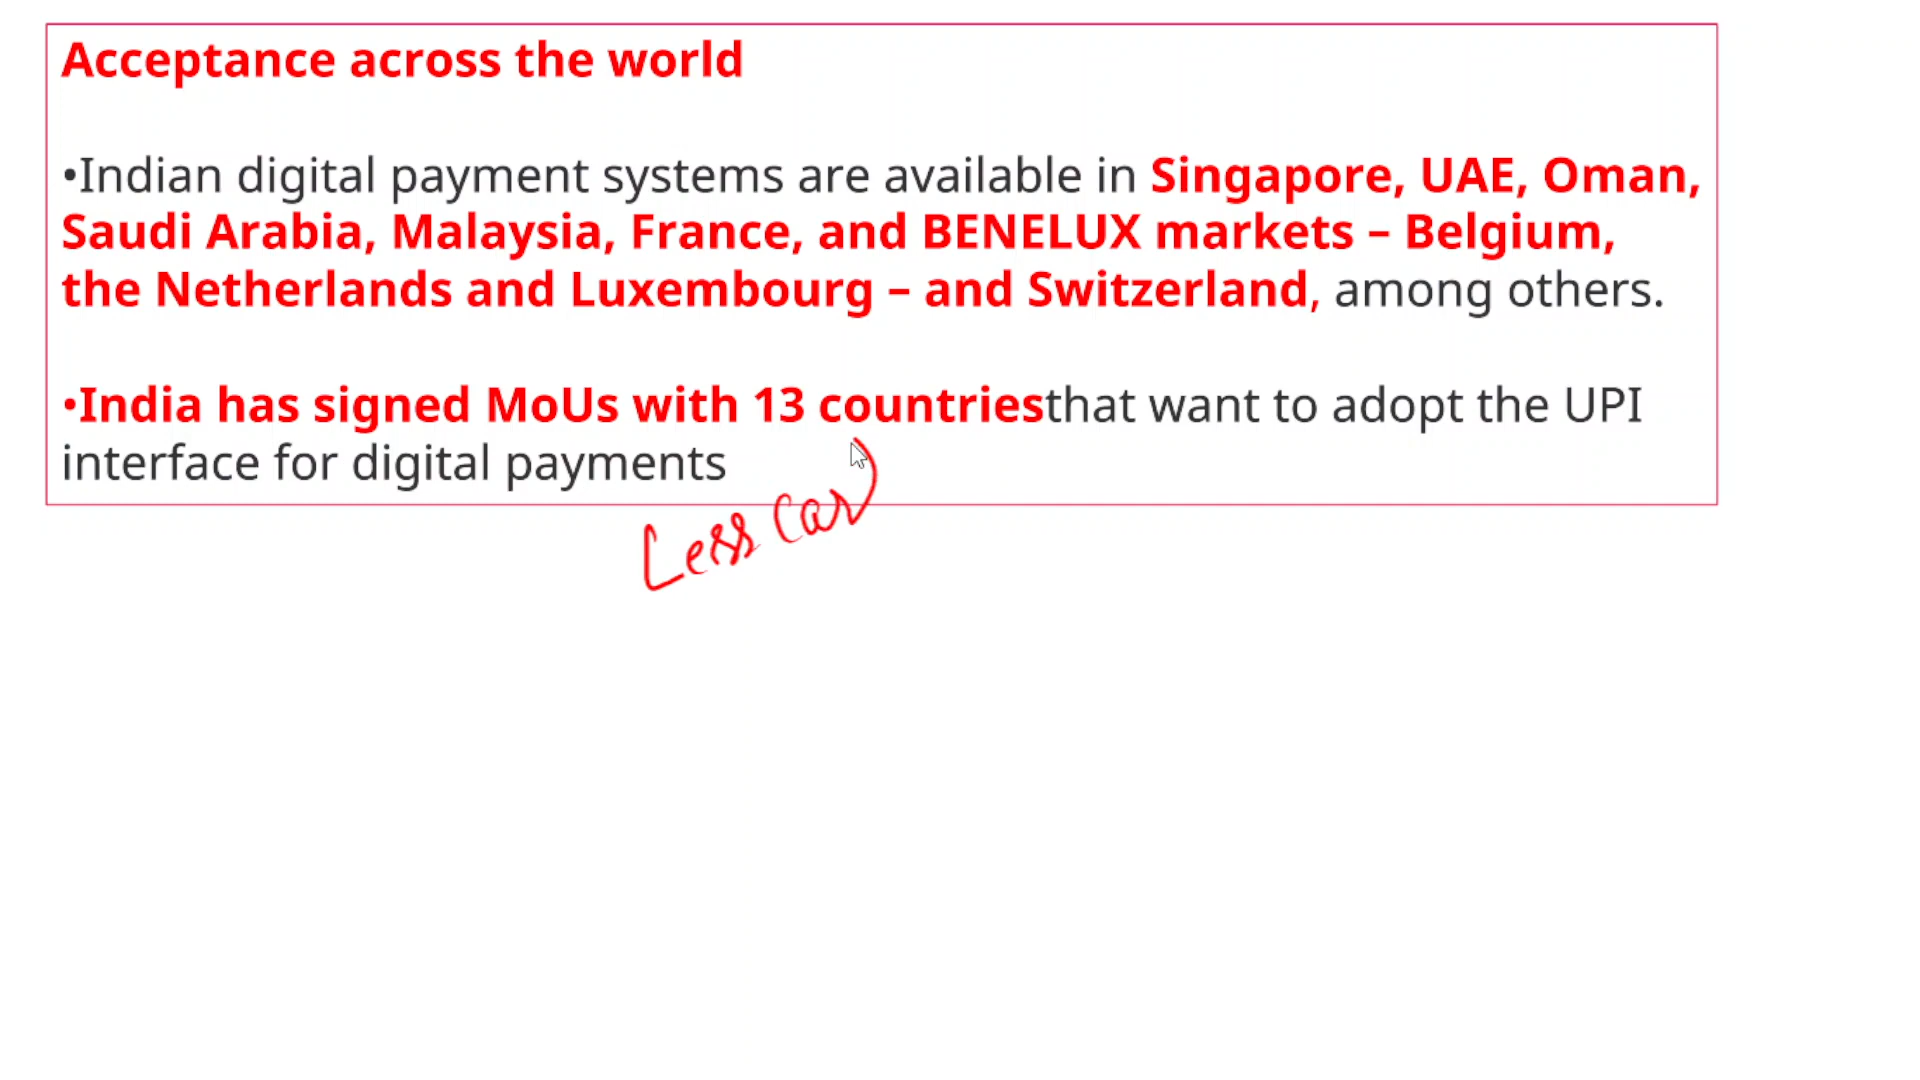 Acceptance across the world
•Indian digital payment systems are available in Singapore, UAE, Oman,
Saudi Arabia, Malaysia, France, and BENELUX markets – Belgium,
the Netherlands and Luxembourg – and Switzerland, among others.
•India has signed MoUs with 13 countriesthat want to adopt the UPI
interface for digital payments
Less Car